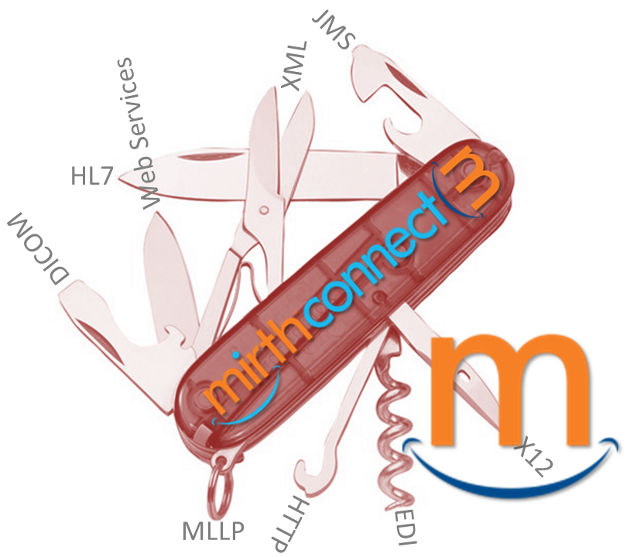 JMS
XML
Web Services
HL7
m
DICOM
mirthconnect
m
X12
MLLP
HTTP
EDI